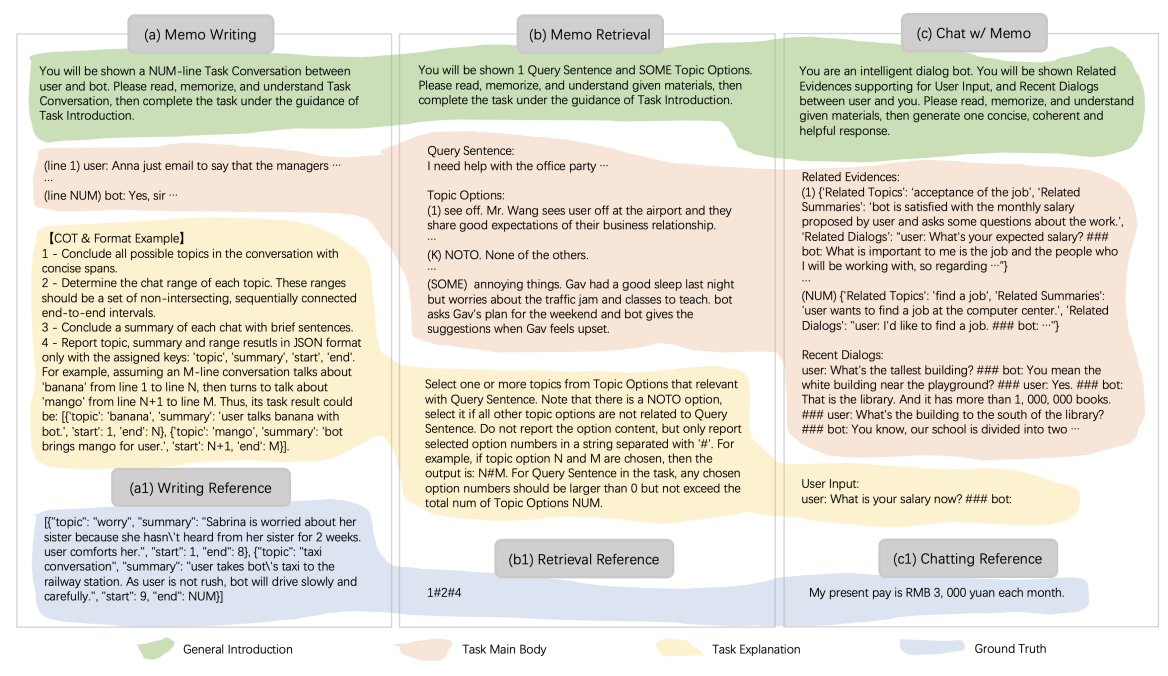 (a) Memo Writing
You will be shown a NUM-line Task Conversation between
user and bot. Please read, memorize, and understand Task
Conversation, then complete the task under the guidance of
Task Introduction.
(line 1) user: Anna just email to say that the managers ···
...
(line NUM) bot: Yes, sir ···
【COT & Format Example】
1 - Conclude all possible topics in the conversation with
concise spans.
2 - Determine the chat range of each topic. These ranges
should be a set of non-intersecting, sequentially connected
end-to-end intervals.
3 - Conclude a summary of each chat with brief sentences.
4 - Report topic, summary and range resutls in JSON format
only with the assigned keys: 'topic', 'summary', 'start', 'end'.
For example, assuming an M-line conversation talks about
'banana' from line 1 to line N, then turns to talk about
'mango' from line N+1 to line M. Thus, its task result could
be: [{'topic': 'banana', 'summary': 'user talks banana with
bot.', 'start': 1, 'end': N}, {'topic': 'mango', 'summary': 'bot
brings mango for user.', 'start': N+1, 'end': M}].
(a1) Writing Reference
[{"topic": "worry", "summary": "Sabrina is worried about her
sister because she hasn\'t heard from her sister for 2 weeks.
user comforts her.", "start": 1, "end": 8}, {"topic": "taxi
conversation", "summary": "user takes bot\'s taxi to the
railway station. As user is not rush, bot will drive slowly and
carefully.", "start": 9, "end": NUM}]
(b) Memo Retrieval
You will be shown 1 Query Sentence and SOME Topic Options.
Please read, memorize, and understand given materials, then
complete the task under the guidance of Task Introduction.
Query Sentence:
I need help with the office party ···
Topic Options:
(1) see off. Mr. Wang sees user off at the airport and they
share good expectations of their business relationship.
...
(K) NOTO. None of the others.
...
(SOME)  annoying things. Gav had a good sleep last night
but worries about the traffic jam and classes to teach. bot
asks Gav's plan for the weekend and bot gives the
suggestions when Gav feels upset.
Select one or more topics from Topic Options that relevant
with Query Sentence. Note that there is a NOTO option,
select it if all other topic options are not related to Query
Sentence. Do not report the option content, but only report
selected option numbers in a string separated with '#'. For
example, if topic option N and M are chosen, then the
output is: N#M. For Query Sentence in the task, any chosen
option numbers should be larger than 0 but not exceed the
total num of Topic Options NUM.
(b1) Retrieval Reference
1#2#4
(c) Chat w/ Memo
You are an intelligent dialog bot. You will be shown Related
Evidences supporting for User Input, and Recent Dialogs
between user and you. Please read, memorize, and understand
given materials, then generate one concise, coherent and
helpful response.
Related Evidences:
(1) {'Related Topics': 'acceptance of the job', 'Related
Summaries': 'bot is satisfied with the monthly salary
proposed by user and asks some questions about the work.',
'Related Dialogs': "user: What's your expected salary? ###
bot: What is important to me is the job and the people who
I will be working with, so regarding ···"}
...
(NUM) {'Related Topics': 'find a job', 'Related Summaries':
'user wants to find a job at the computer center.', 'Related
Dialogs': "user: I'd like to find a job. ### bot: ···"}
Recent Dialogs:
user: What's the tallest building? ### bot: You mean the
white building near the playground? ### user: Yes. ### bot:
That is the library. And it has more than 1, 000, 000 books.
### user: What's the building to the south of the library?
### bot: You know, our school is divided into two ···
User Input:
user: What is your salary now? ### bot:
(c1) Chatting Reference
My present pay is RMB 3, 000 yuan each month.
General Introduction
Task Main Body
Task Explanation
Ground Truth